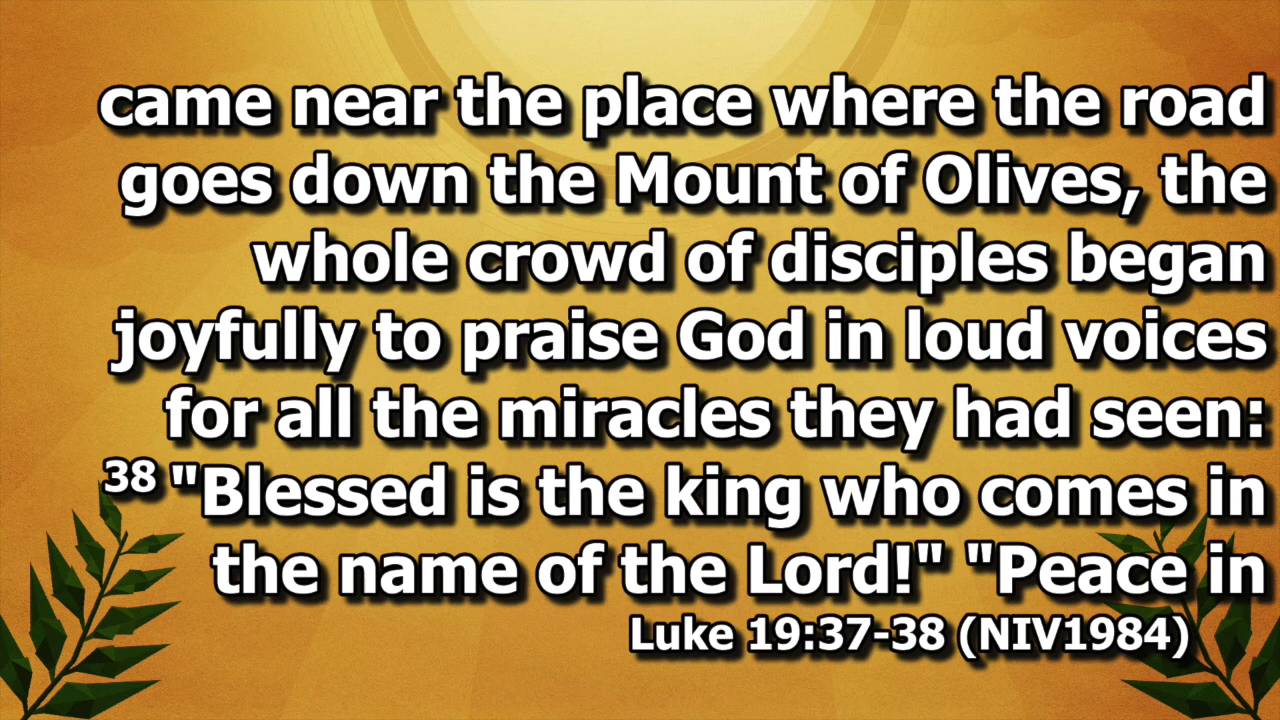 came near the place where the road
goes down the Mount of Olives, the
whole crowd of disciples began
joyfully to praise God in loud voices
for all the miracles they had seen:
38 "Blessed is the king who comes in
the name of the Lord!" "Peace in
Luke 19:37-38 (NIV1984)